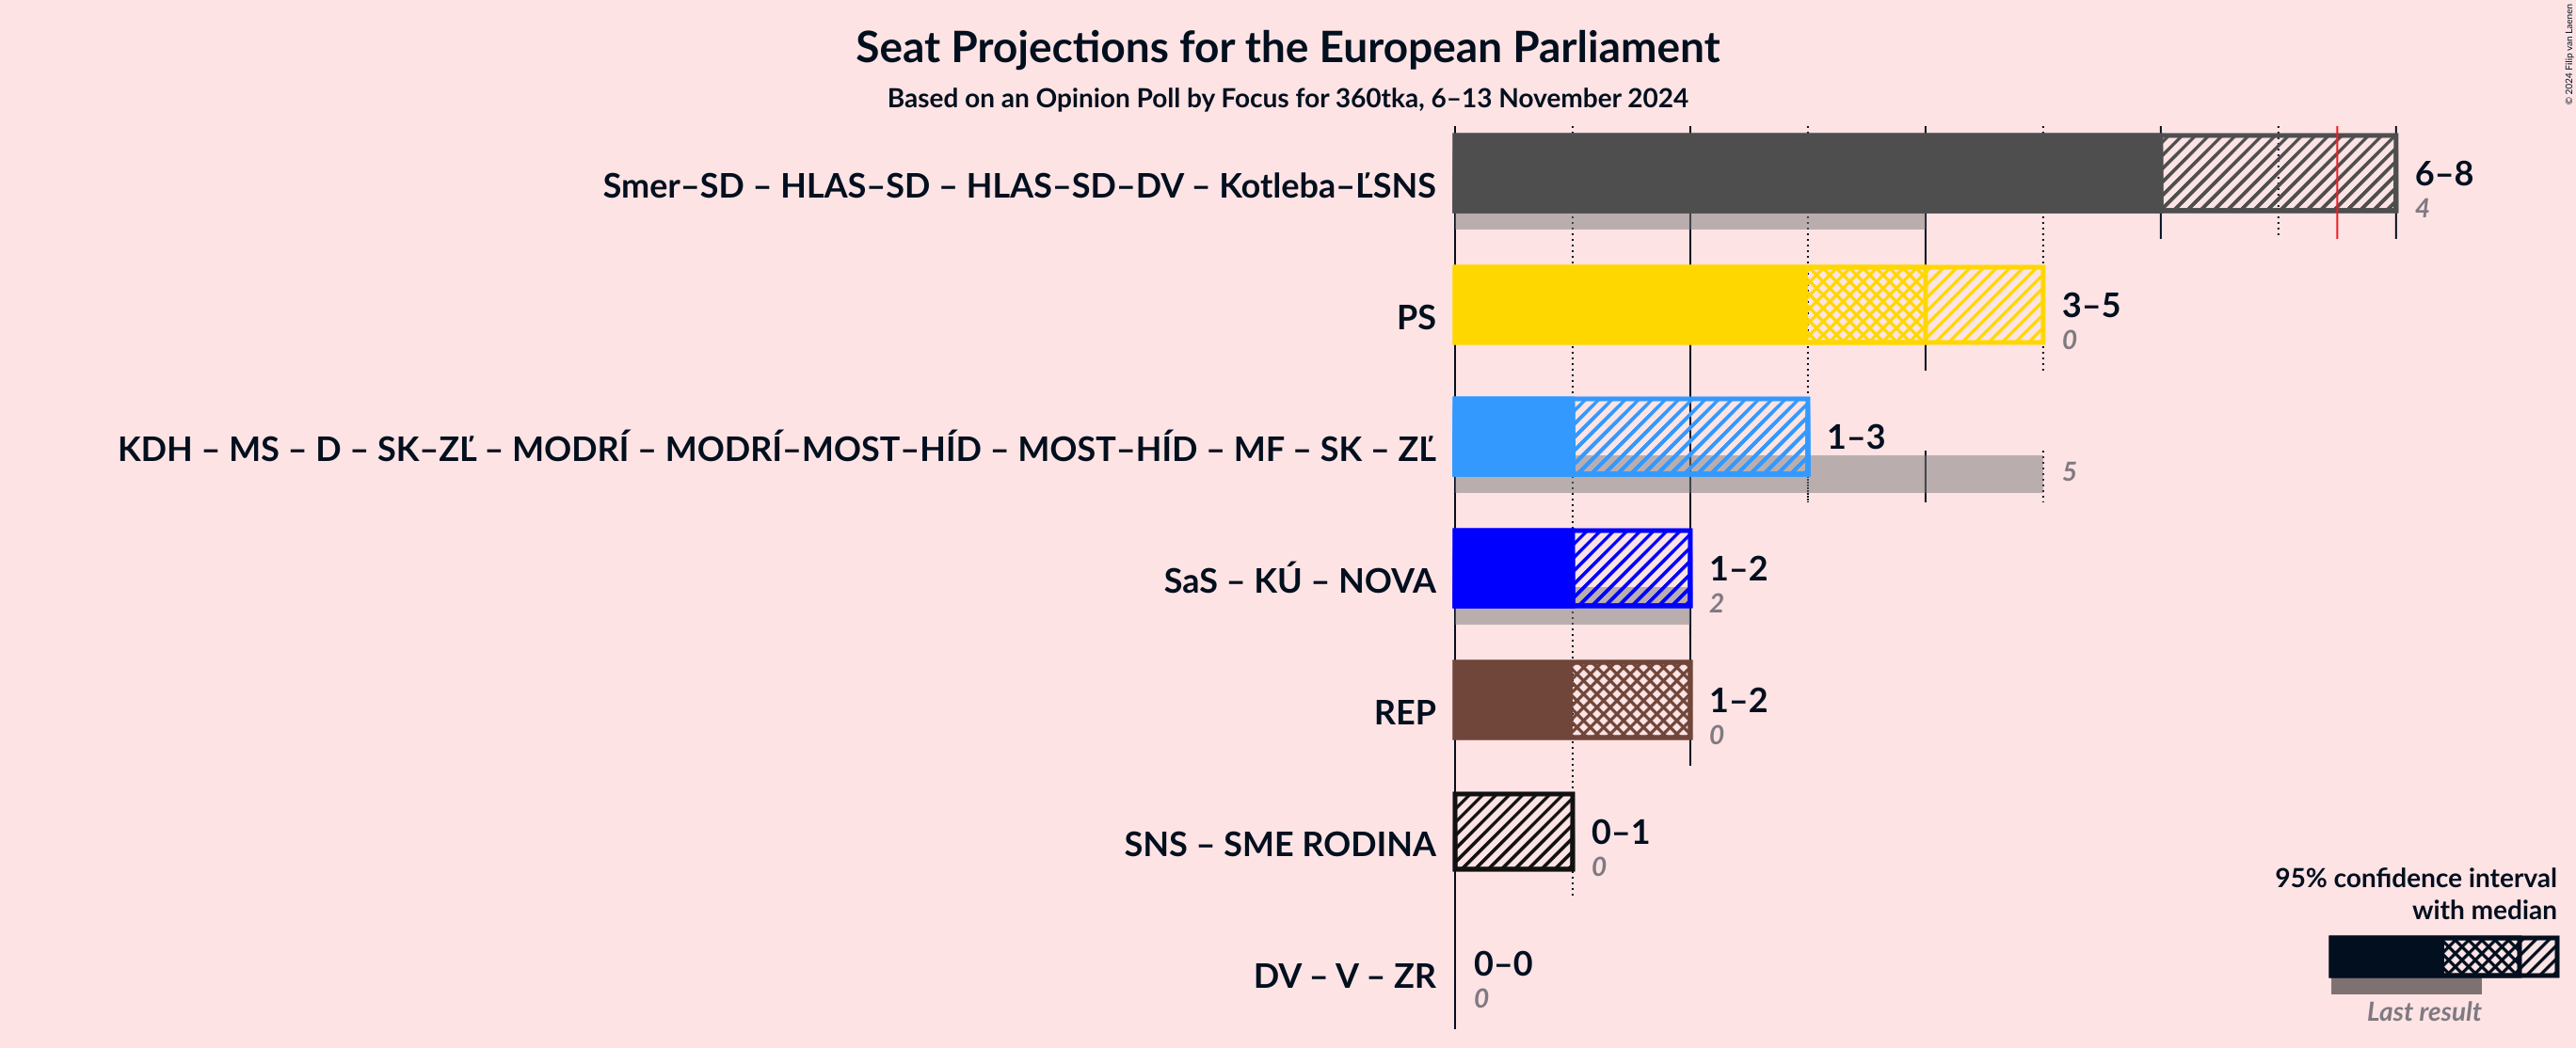 Seat Projections for the European Parliament
Based on an Opinion Poll by Focus for 360tka, 6–13 November 2024
© 2024 Filip van Laenen
Smer–SD – HLAS–SD – HLAS–SD–DV – Kotleba–ĽSNS
6–8
4
PS
3–5
0
KDH – MS – D – SK–ZĽ – MODRÍ – MODRÍ–MOST–HÍD – MOST–HÍD – MF – SK – ZĽ
1–3
5
SaS – KÚ – NOVA
1–2
2
REP
1–2
0
SNS – SME RODINA
0–1
0
DV – V – ZR
0–0
0
95% confidence interval
with median
Last result